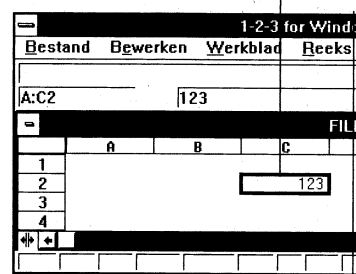 1-2-3 for Wind
Bestand Bewerken Werkblad Reeks
A:C2 123
FIL
A B C
1
2 123
3
4